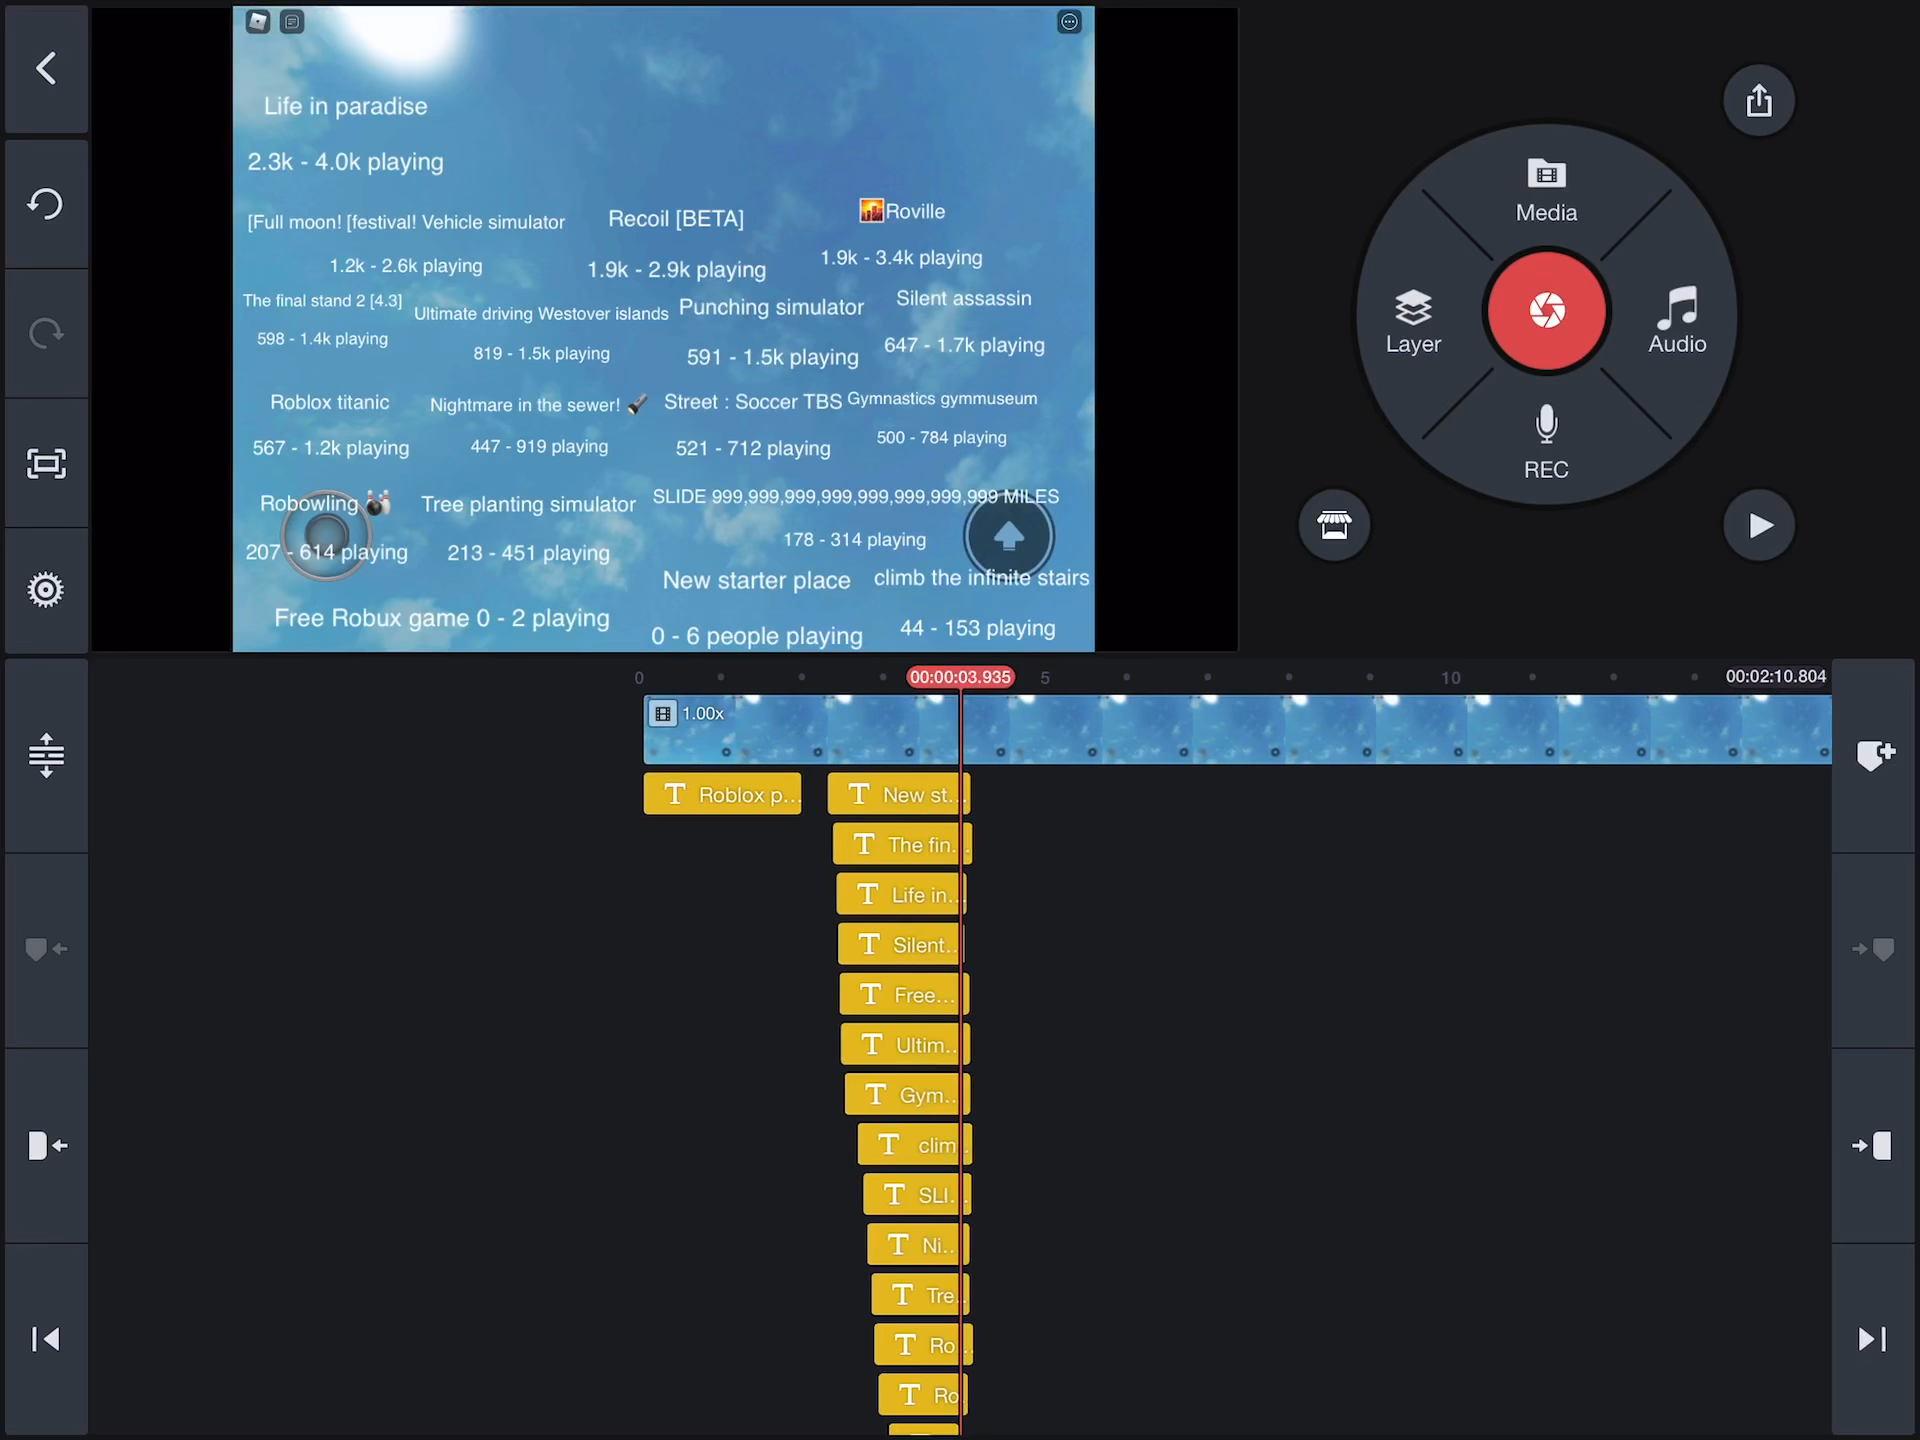 Life in paradise
2.3k - 4.0k playing
[Full moon! [festival! Vehicle simulator
1.2k - 2.6k playing
Recoil [BETA]
1.9k - 2.9k playing
🌇Roville
1.9k - 3.4k playing
The final stand 2 [4.3]
598 - 1.4k playing
Ultimate driving Westover islands
819 - 1.5k playing
Punching simulator
591 - 1.5k playing
Silent assassin
647 - 1.7k playing
Roblox titanic
567 - 1.2k playing
Nightmare in the sewer! 🔦
447 - 919 playing
Street : Soccer TBS
521 - 712 playing
Gymnastics gymmuseum
500 - 784 playing
Robowling 🎳
207 - 614 playing
Tree planting simulator
213 - 451 playing
SLIDE 999,999,999,999,999,999,999,999 MILES
178 - 314 playing
Free Robux game 0 - 2 playing
New starter place
0 - 6 people playing
climb the infinite stairs
44 - 153 playing
Media
Layer
Audio
REC
0
00:00:03.935
5
10
00:02:10.804
1.00x
T Roblox p...
T New st...
T The fin...
T Life in...
T Silent...
T Free...
T Ultim...
T Gym...
T clim...
T SLI...
T Ni...
T Tre...
T Ro...
T Ro...